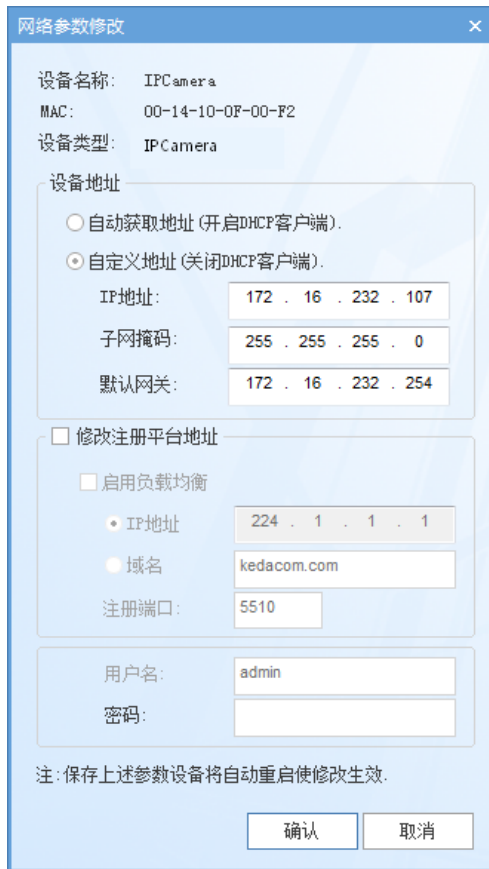 网络参数修改
设备名称: IPCamera
MAC: 00-14-10-0F-00-F2
设备类型: IPCamera
设备地址
自动获取地址(开启DHCP客户端).
自定义地址(关闭DHCP客户端).
IP地址: 172 . 16 . 232 . 107
子网掩码: 255 . 255 . 255 . 0
默认网关: 172 . 16 . 232 . 254
修改注册平台地址
启用负载均衡
IP地址 224 . 1 . 1 . 1
域名 kedacom.com
注册端口: 5510
用户名: admin
密码:
注:保存上述参数设备将自动重启使修改生效.
确认 取消